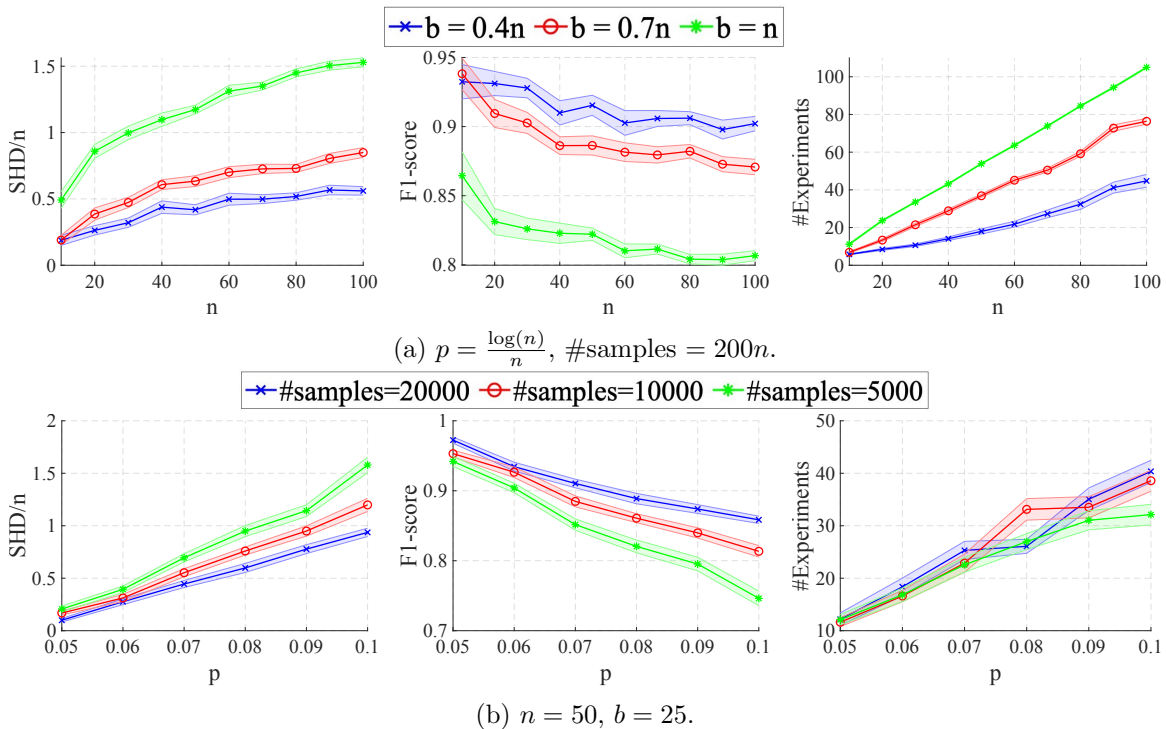 b = 0.4n b = 0.7n b = n
SHD/n
0 0.5 1 1.5
20 40 60 80 100
n
F1-score
0.8 0.85 0.9 0.95
20 40 60 80 100
n
#Experiments
0 20 40 60 80 100
20 40 60 80 100
n
(a) p = log(n)/n, #samples = 200n.
#samples=20000 #samples=10000 #samples=5000
SHD/n
0 0.5 1 1.5 2
0.05 0.06 0.07 0.08 0.09 0.1
p
F1-score
0.7 0.8 0.9 1
0.05 0.06 0.07 0.08 0.09 0.1
p
#Experiments
10 20 30 40 50
0.05 0.06 0.07 0.08 0.09 0.1
p
(b) n = 50, b = 25.